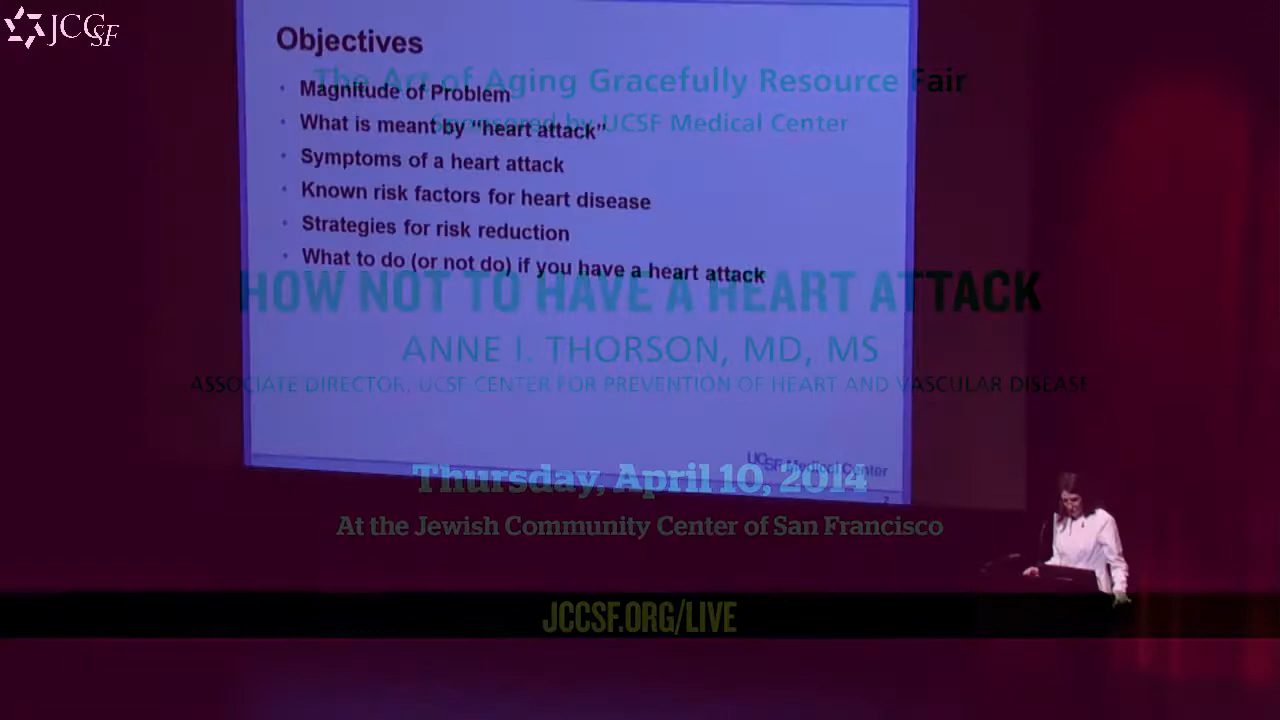 JCCSF
Objectives
The Art of Aging Gracefully Resource Fair
• Magnitude of Problem
Sponsored by UCSF Medical Center
• What is meant by "heart attack"
• Symptoms of a heart attack
• Known risk factors for heart disease
• Strategies for risk reduction
• What to do (or not do) if you have a heart attack
HOW NOT TO HAVE A HEART ATTACK
ANNE I. THORSON, MD, MS
ASSOCIATE DIRECTOR, UCSF CENTER FOR PREVENTION OF HEART AND VASCULAR DISEASE
UCSF Medical Center
Thursday, April 10, 2014
2
At the Jewish Community Center of San Francisco
JCCSF.ORG/LIVE